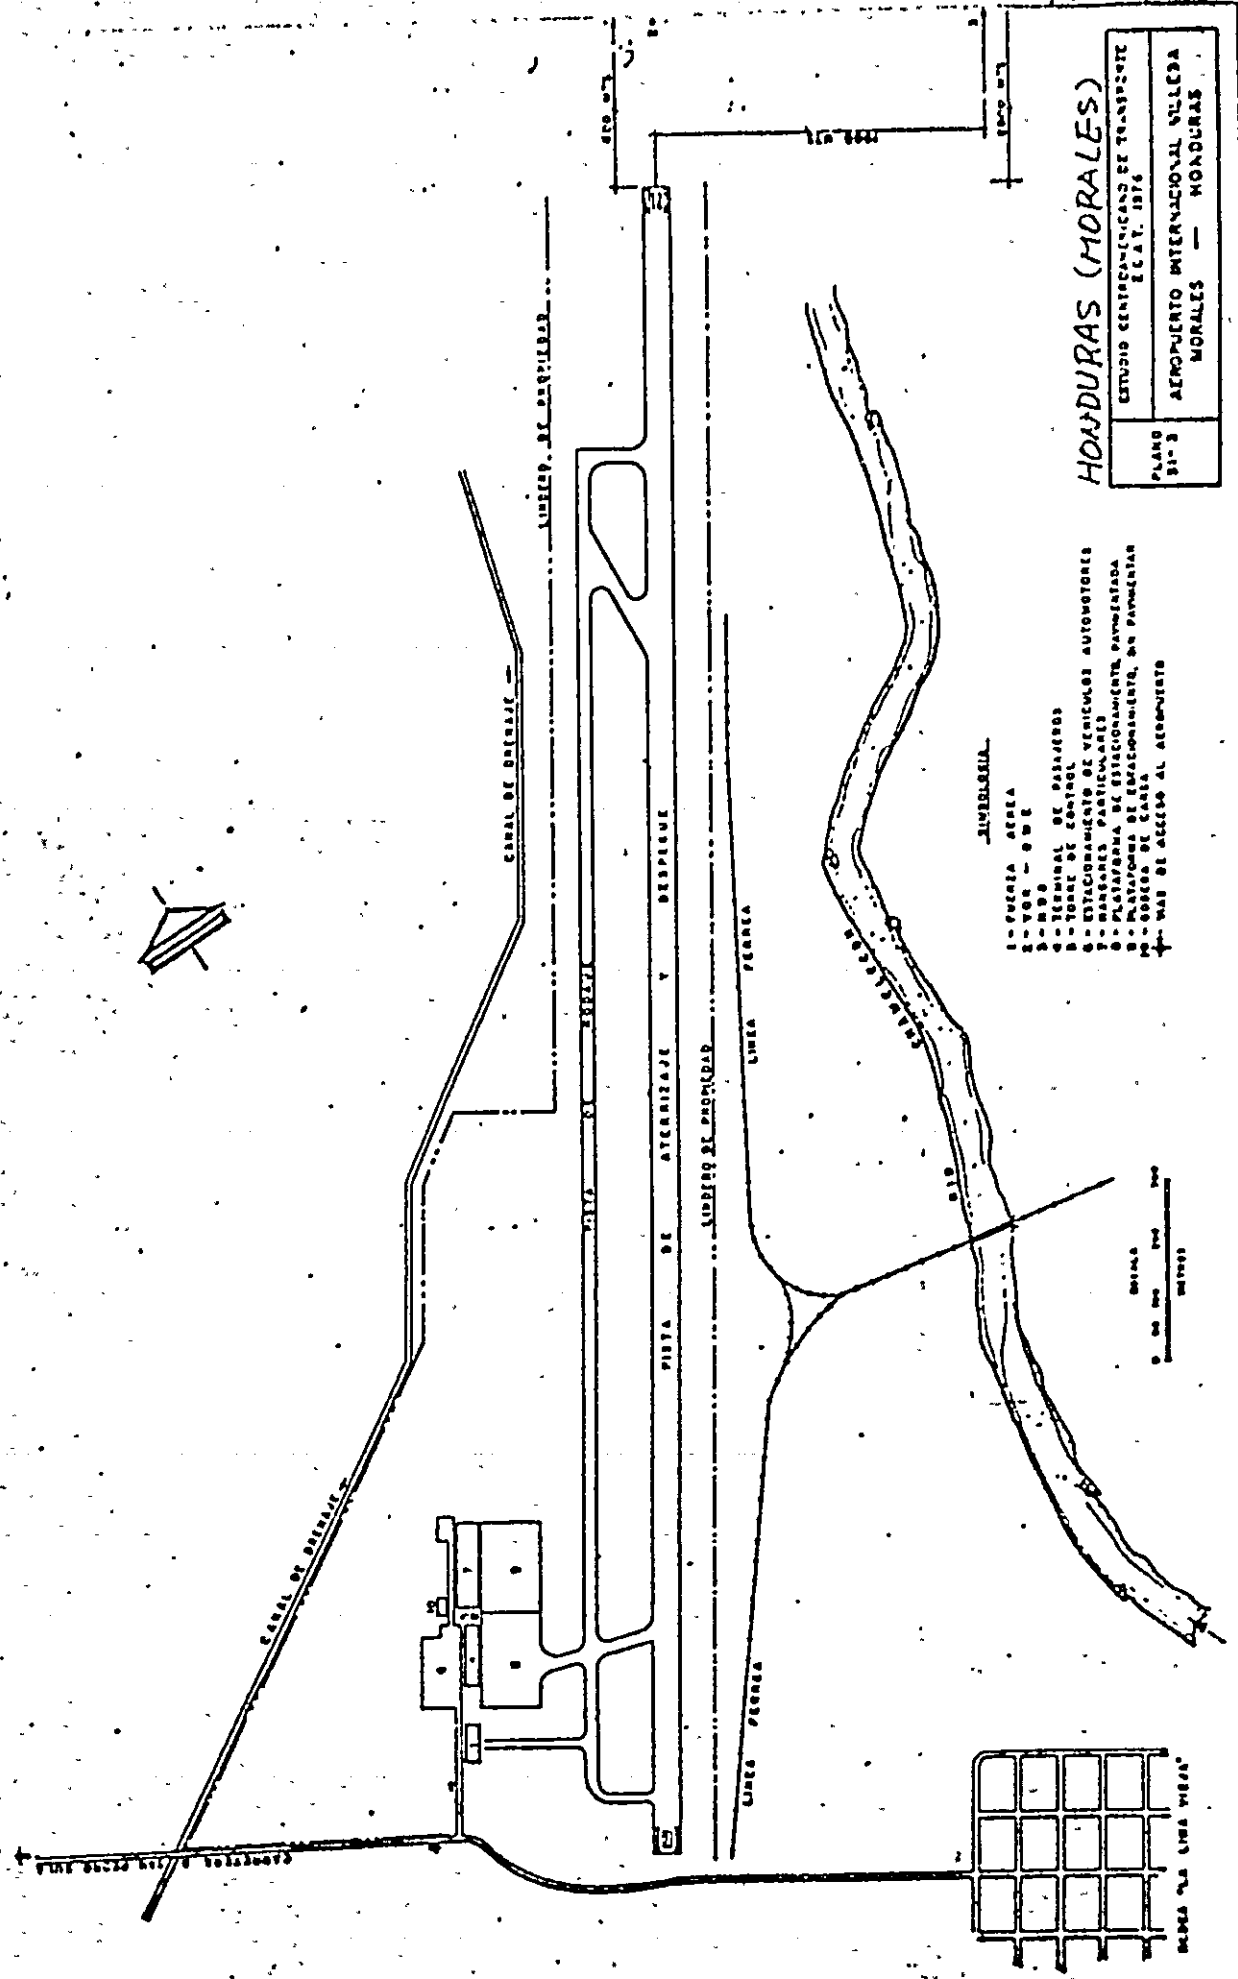 HONDURAS (MORALES)
ESTUDIO CENTROAMERICANO DE TRANSPORTE
E.C.A.T. 1974
PLANO
AEROPUERTO INTERNACIONAL VILLEDA
MORALES — HONDURAS
SIMBOLOGIA
1 - FUERZA AEREA
2 - VOR - DME
4 - TERMINAL DE PASAJEROS
5 - TORRE DE CONTROL
6 - ESTACIONAMIENTO DE VEHICULOS AUTOMOTORES
7 - HANGARES PARTICULARES
8 - PLATAFORMA DE ESTACIONAMIENTO, PAVIMENTADA
9 - PLATAFORMA DE ESTACIONAMIENTO, SIN PAVIMENTAR
10 - BODEGA DE CARGA
VIAS DE ACCESO AL AEROPUERTO
LINDERO DE PROPIEDAD
CANAL DE DRENAJE
CANAL DE DRENAJE
PISTA DE RODAJE
PISTA DE ATERRIZAJE Y DESPEGUE
LINDERO DE PROPIEDAD
LINEA FERREA
LINEA FERREA
RIO CHAMELECON
ESCALA
METROS
CARRETERA A SAN PEDRO SULA
ALDEA "LA LIMA VIEJA"